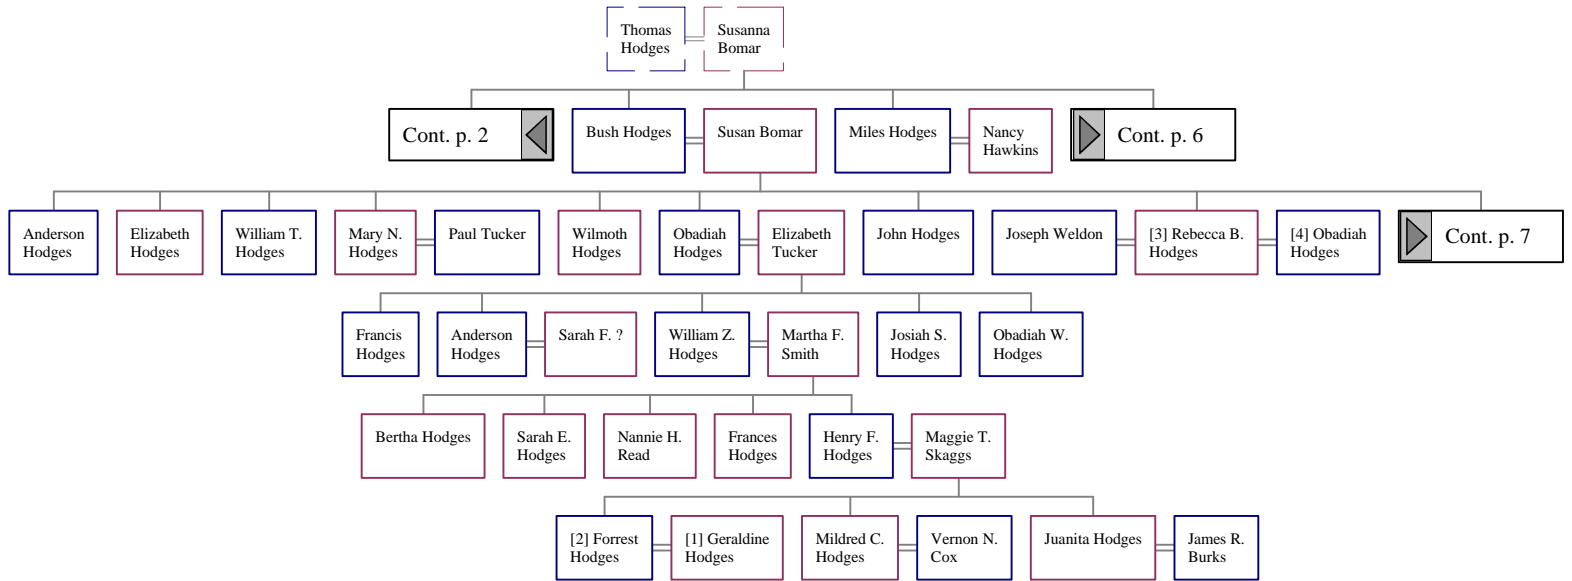 Thomas
Hodges
Susanna
Bomar
Cont. p. 2
Bush Hodges
Susan Bomar
Miles Hodges
Nancy
Hawkins
Cont. p. 6
Anderson
Hodges
Elizabeth
Hodges
William T.
Hodges
Mary N.
Hodges
Paul Tucker
Wilmoth
Hodges
Obadiah
Hodges
Elizabeth
Tucker
John Hodges
Joseph Weldon
[3] Rebecca B.
Hodges
[4] Obadiah
Hodges
Cont. p. 7
Francis
Hodges
Anderson
Hodges
Sarah F. ?
William Z.
Hodges
Martha F.
Smith
Josiah S.
Hodges
Obadiah W.
Hodges
Bertha Hodges
Sarah E.
Hodges
Nannie H.
Read
Frances
Hodges
Henry F.
Hodges
Maggie T.
Skaggs
[2] Forrest
Hodges
[1] Geraldine
Hodges
Mildred C.
Hodges
Vernon N.
Cox
Juanita Hodges
James R.
Burks